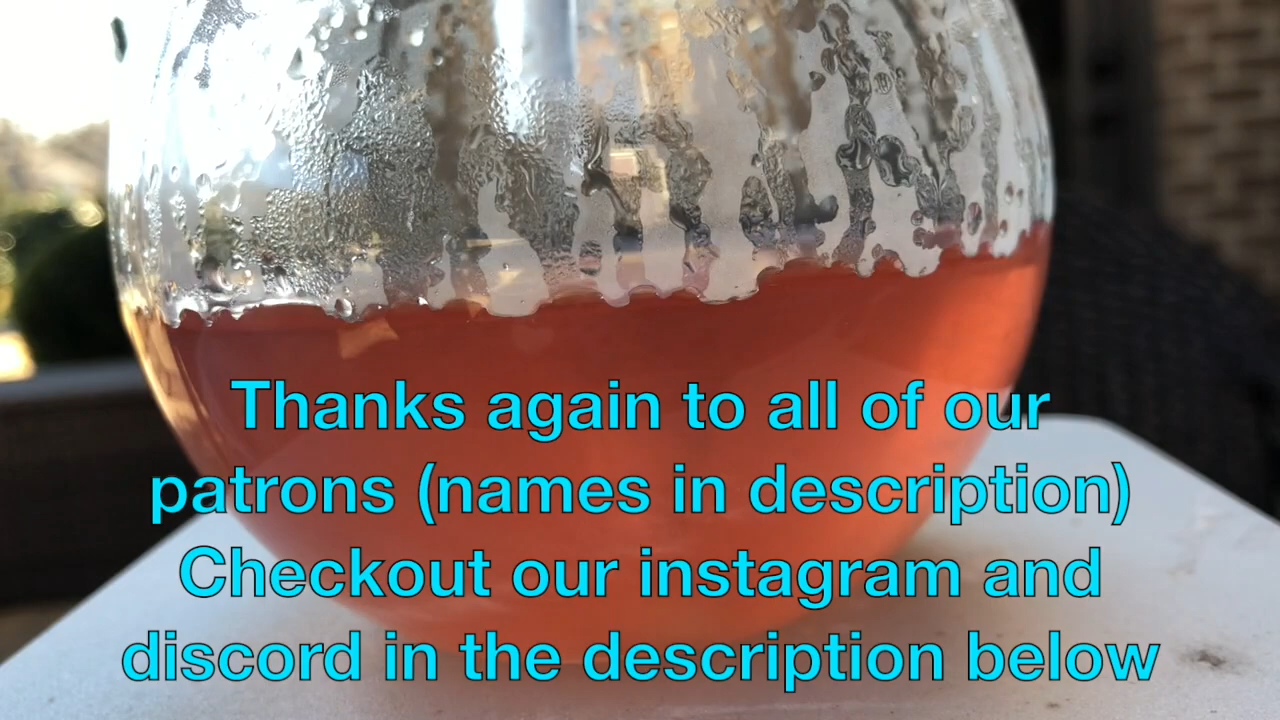 Thanks again to all of our
patrons (names in description)
Checkout our instagram and
discord in the description below